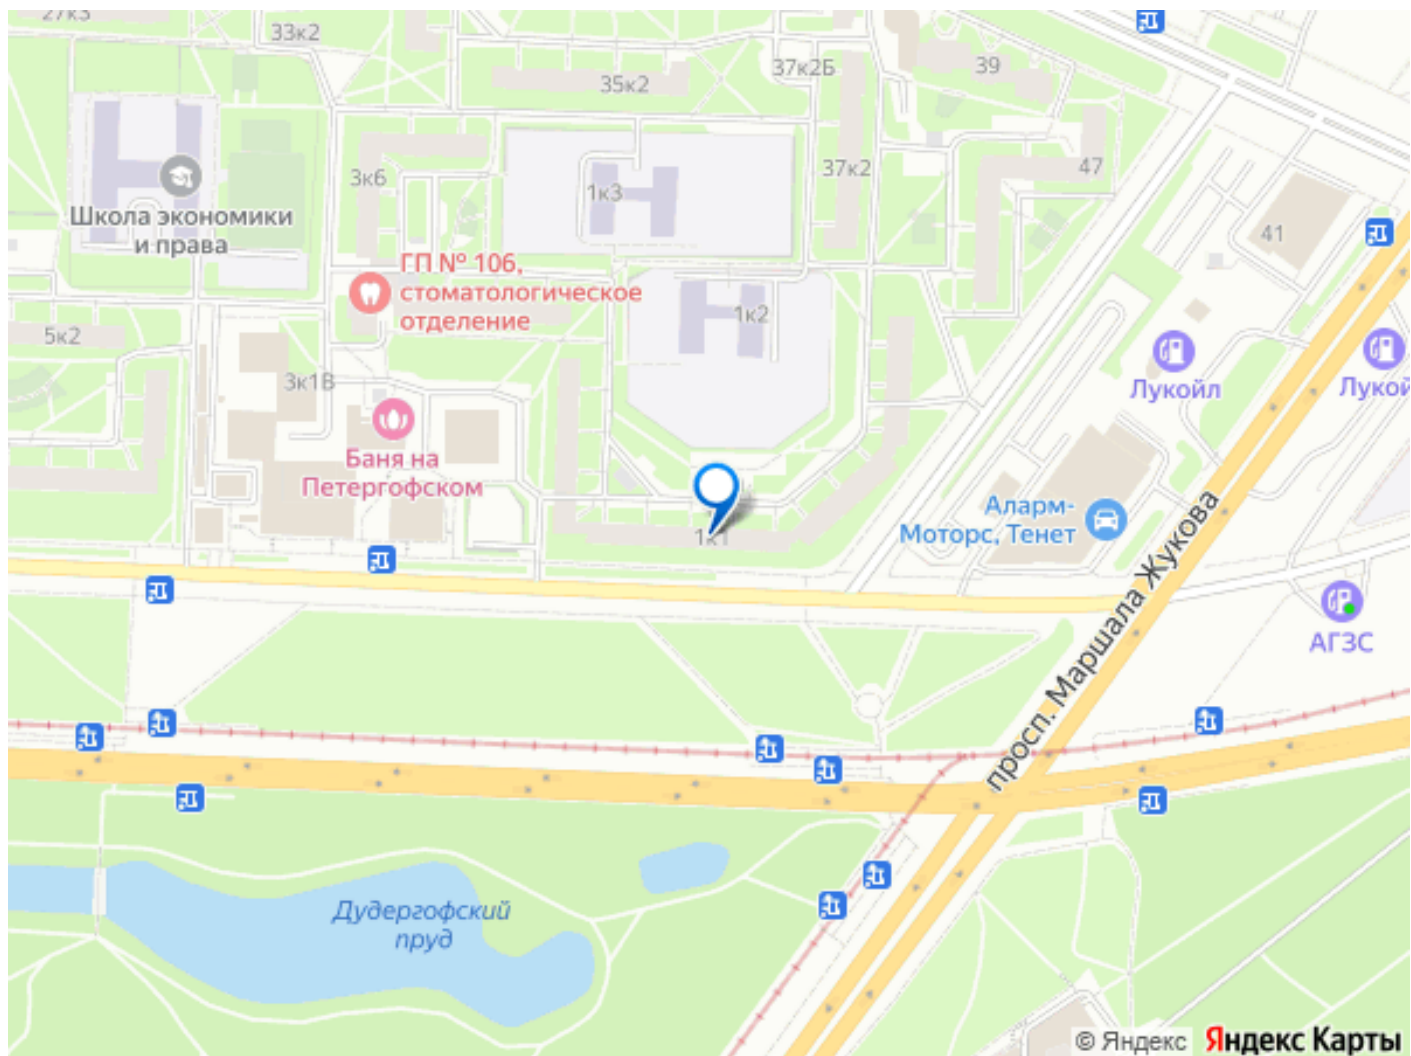 27к3
33к2
35к2
37к2Б
39
3к6
37к2
47
1к3
Школа экономики
и права
41
ГП № 106,
стоматологическое
отделение
1к2
5к2
3к1В
Лукойл
Лукой
Баня на
Петергофском
Аларм-
Моторс, Тенет
1к1
просп. Маршала Жукова
АГЗС
Дудергофский
пруд
© Яндекс Яндекс Карты